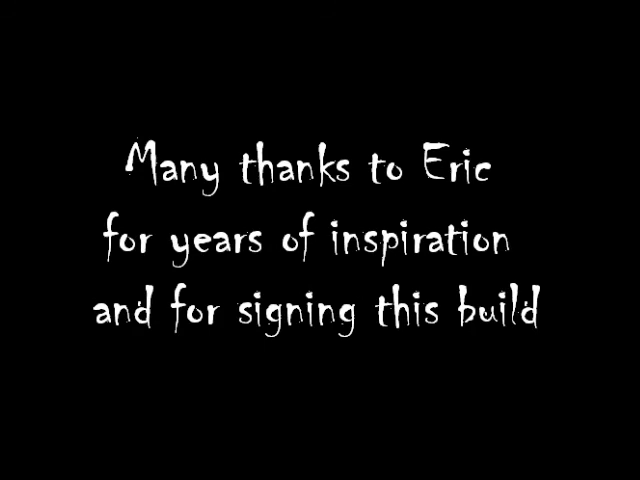 Many thanks to Eric
for years of inspiration
and for signing this build